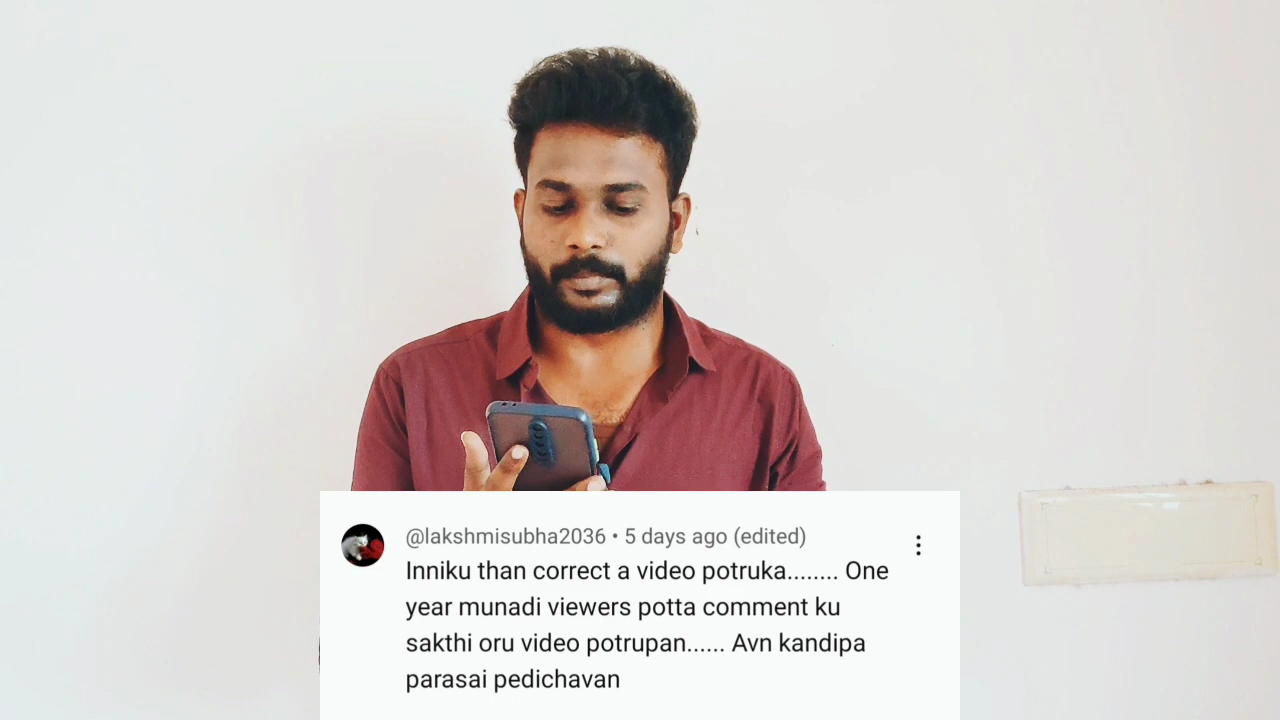 @lakshmisubha2036 • 5 days ago (edited)
Inniku than correct a video potruka........ One
year munadi viewers potta comment ku
sakthi oru video potrupan...... Avn kandipa
parasai pedichavan